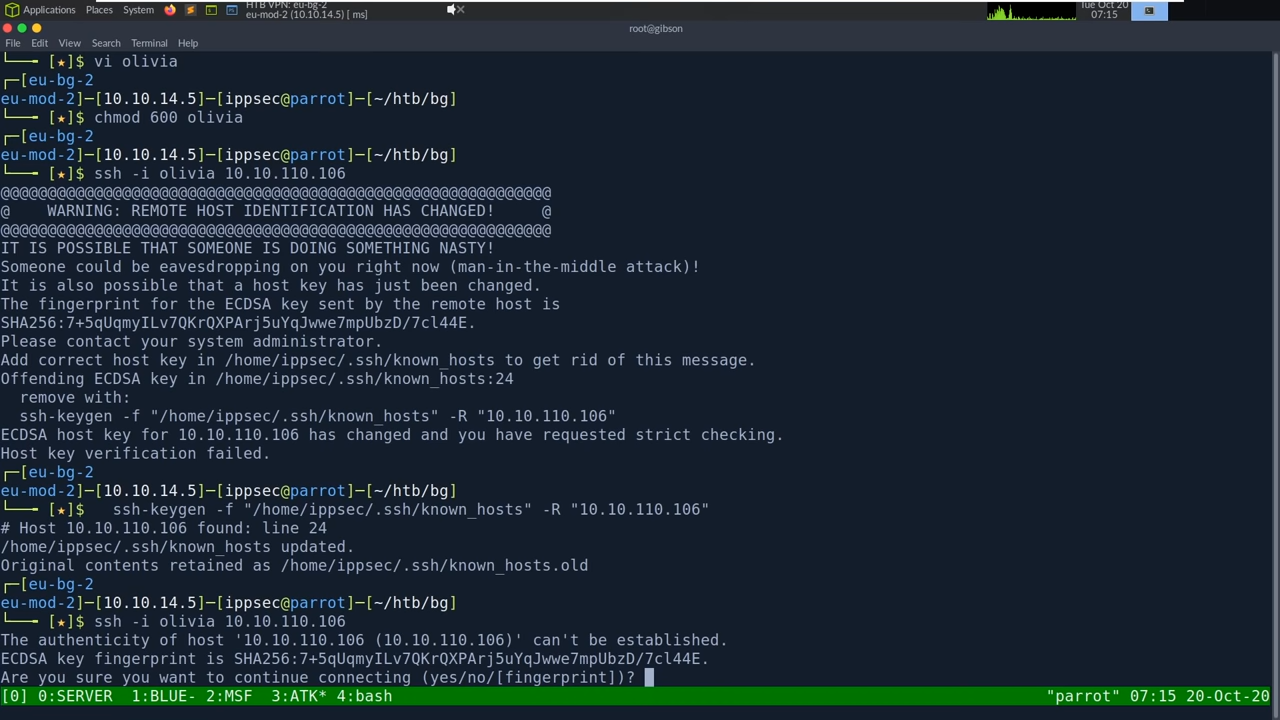 Applications Places System HTB VPN: eu-bg-2 Tue Oct 20
eu-mod-2 (10.10.14.5) [ ms] 07:15
root@gibson
File Edit View Search Terminal Help
└──╼ [★]$ vi olivia
┌─[eu-bg-2
eu-mod-2]─[10.10.14.5]─[ippsec@parrot]─[~/htb/bg]
└──╼ [★]$ chmod 600 olivia
┌─[eu-bg-2
eu-mod-2]─[10.10.14.5]─[ippsec@parrot]─[~/htb/bg]
└──╼ [★]$ ssh -i olivia 10.10.110.106
@@@@@@@@@@@@@@@@@@@@@@@@@@@@@@@@@@@@@@@@@@@@@@@@@@@@@@@@@@@
@    WARNING: REMOTE HOST IDENTIFICATION HAS CHANGED!     @
@@@@@@@@@@@@@@@@@@@@@@@@@@@@@@@@@@@@@@@@@@@@@@@@@@@@@@@@@@@
IT IS POSSIBLE THAT SOMEONE IS DOING SOMETHING NASTY!
Someone could be eavesdropping on you right now (man-in-the-middle attack)!
It is also possible that a host key has just been changed.
The fingerprint for the ECDSA key sent by the remote host is
SHA256:7+5qUqmyILv7QKrQXPArj5uYqJwwe7mpUbzD/7cl44E.
Please contact your system administrator.
Add correct host key in /home/ippsec/.ssh/known_hosts to get rid of this message.
Offending ECDSA key in /home/ippsec/.ssh/known_hosts:24
  remove with:
  ssh-keygen -f "/home/ippsec/.ssh/known_hosts" -R "10.10.110.106"
ECDSA host key for 10.10.110.106 has changed and you have requested strict checking.
Host key verification failed.
┌─[eu-bg-2
eu-mod-2]─[10.10.14.5]─[ippsec@parrot]─[~/htb/bg]
└──╼ [★]$   ssh-keygen -f "/home/ippsec/.ssh/known_hosts" -R "10.10.110.106"
# Host 10.10.110.106 found: line 24
/home/ippsec/.ssh/known_hosts updated.
Original contents retained as /home/ippsec/.ssh/known_hosts.old
┌─[eu-bg-2
eu-mod-2]─[10.10.14.5]─[ippsec@parrot]─[~/htb/bg]
└──╼ [★]$ ssh -i olivia 10.10.110.106
The authenticity of host '10.10.110.106 (10.10.110.106)' can't be established.
ECDSA key fingerprint is SHA256:7+5qUqmyILv7QKrQXPArj5uYqJwwe7mpUbzD/7cl44E.
Are you sure you want to continue connecting (yes/no/[fingerprint])?
[0] 0:SERVER  1:BLUE- 2:MSF  3:ATK* 4:bash "parrot" 07:15 20-Oct-20